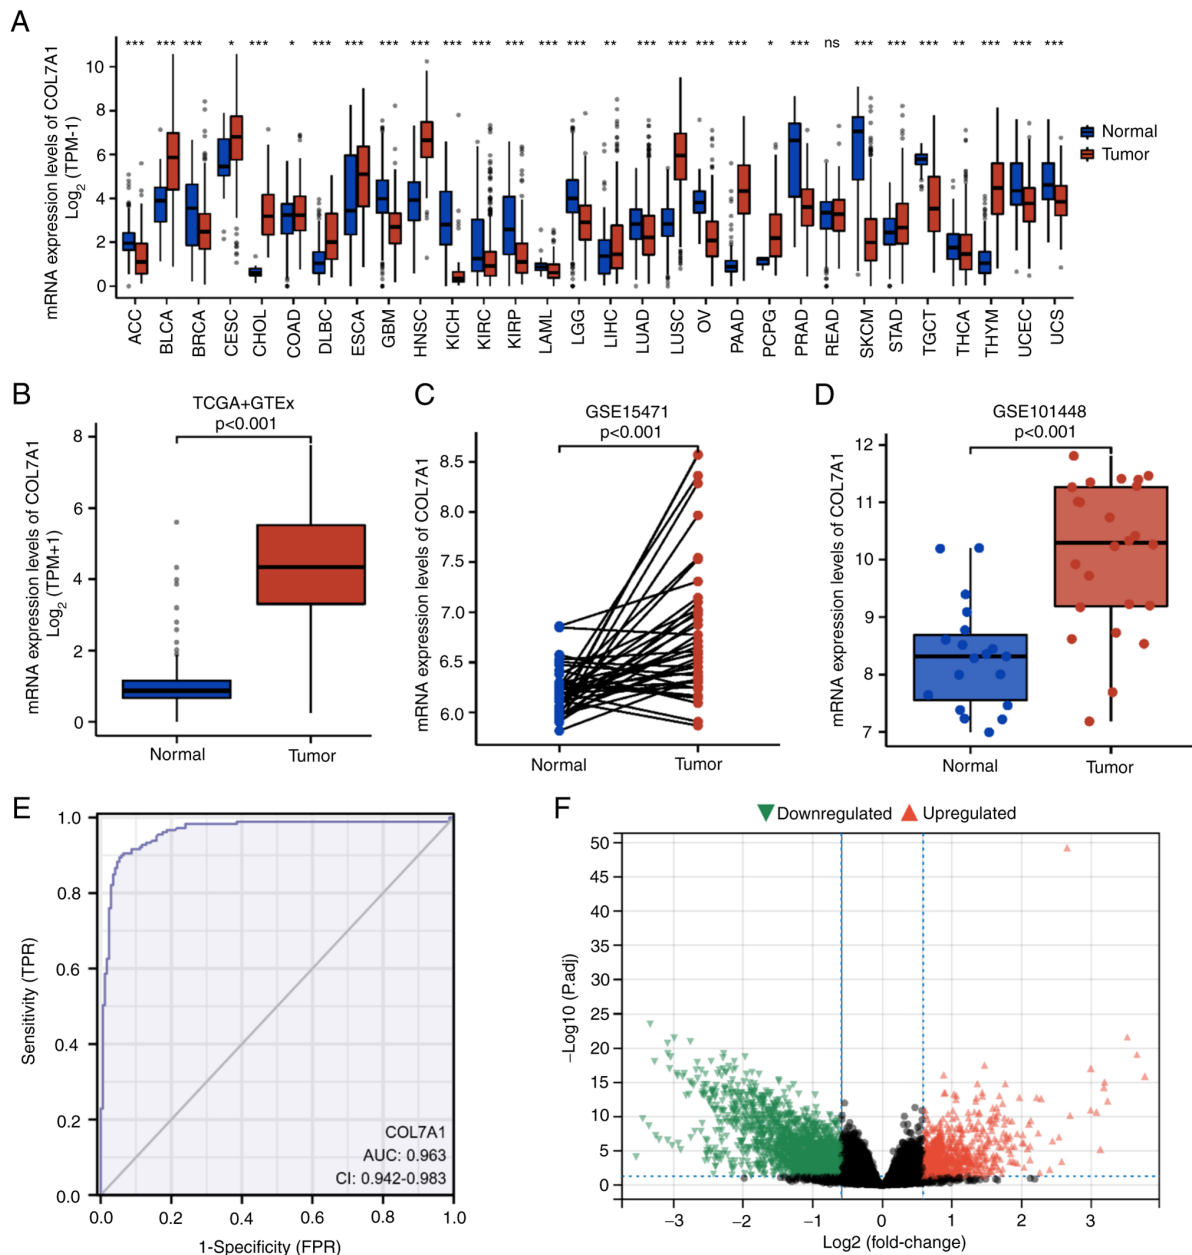 A
*** *** *** * *** * *** *** *** *** *** *** *** *** *** ** *** *** *** *** * *** ns *** *** *** ** *** *** ***
mRNA expression levels of COL7A1
Log2 (TPM-1)
10
8
6
4
2
0
Normal
Tumor
ACC BLCA BRCA CESC CHOL COAD DLBC ESCA GBM HNSC KICH KIRC KIRP LAML LGG LIHC LUAD LUSC OV PAAD PCPG PRAD READ SKCM STAD TGCT THCA THYM UCEC UCS
B
TCGA+GTEx
p<0.001
mRNA expression levels of COL7A1
Log2 (TPM+1)
8
6
4
2
0
Normal Tumor
C
GSE15471
p<0.001
mRNA expression levels of COL7A1
8.5
8.0
7.5
7.0
6.5
6.0
Normal Tumor
D
GSE101448
p<0.001
mRNA expression levels of COL7A1
12
11
10
9
8
7
Normal Tumor
E
Sensitivity (TPR)
1.0
0.8
0.6
0.4
0.2
0.0
COL7A1
AUC: 0.963
CI: 0.942-0.983
0.0 0.2 0.4 0.6 0.8 1.0
1-Specificity (FPR)
F
Downregulated Upregulated
−Log10 (P.adj)
50
45
40
35
30
25
20
15
10
5
0
−3 −2 −1 0 1 2 3
Log2 (fold-change)